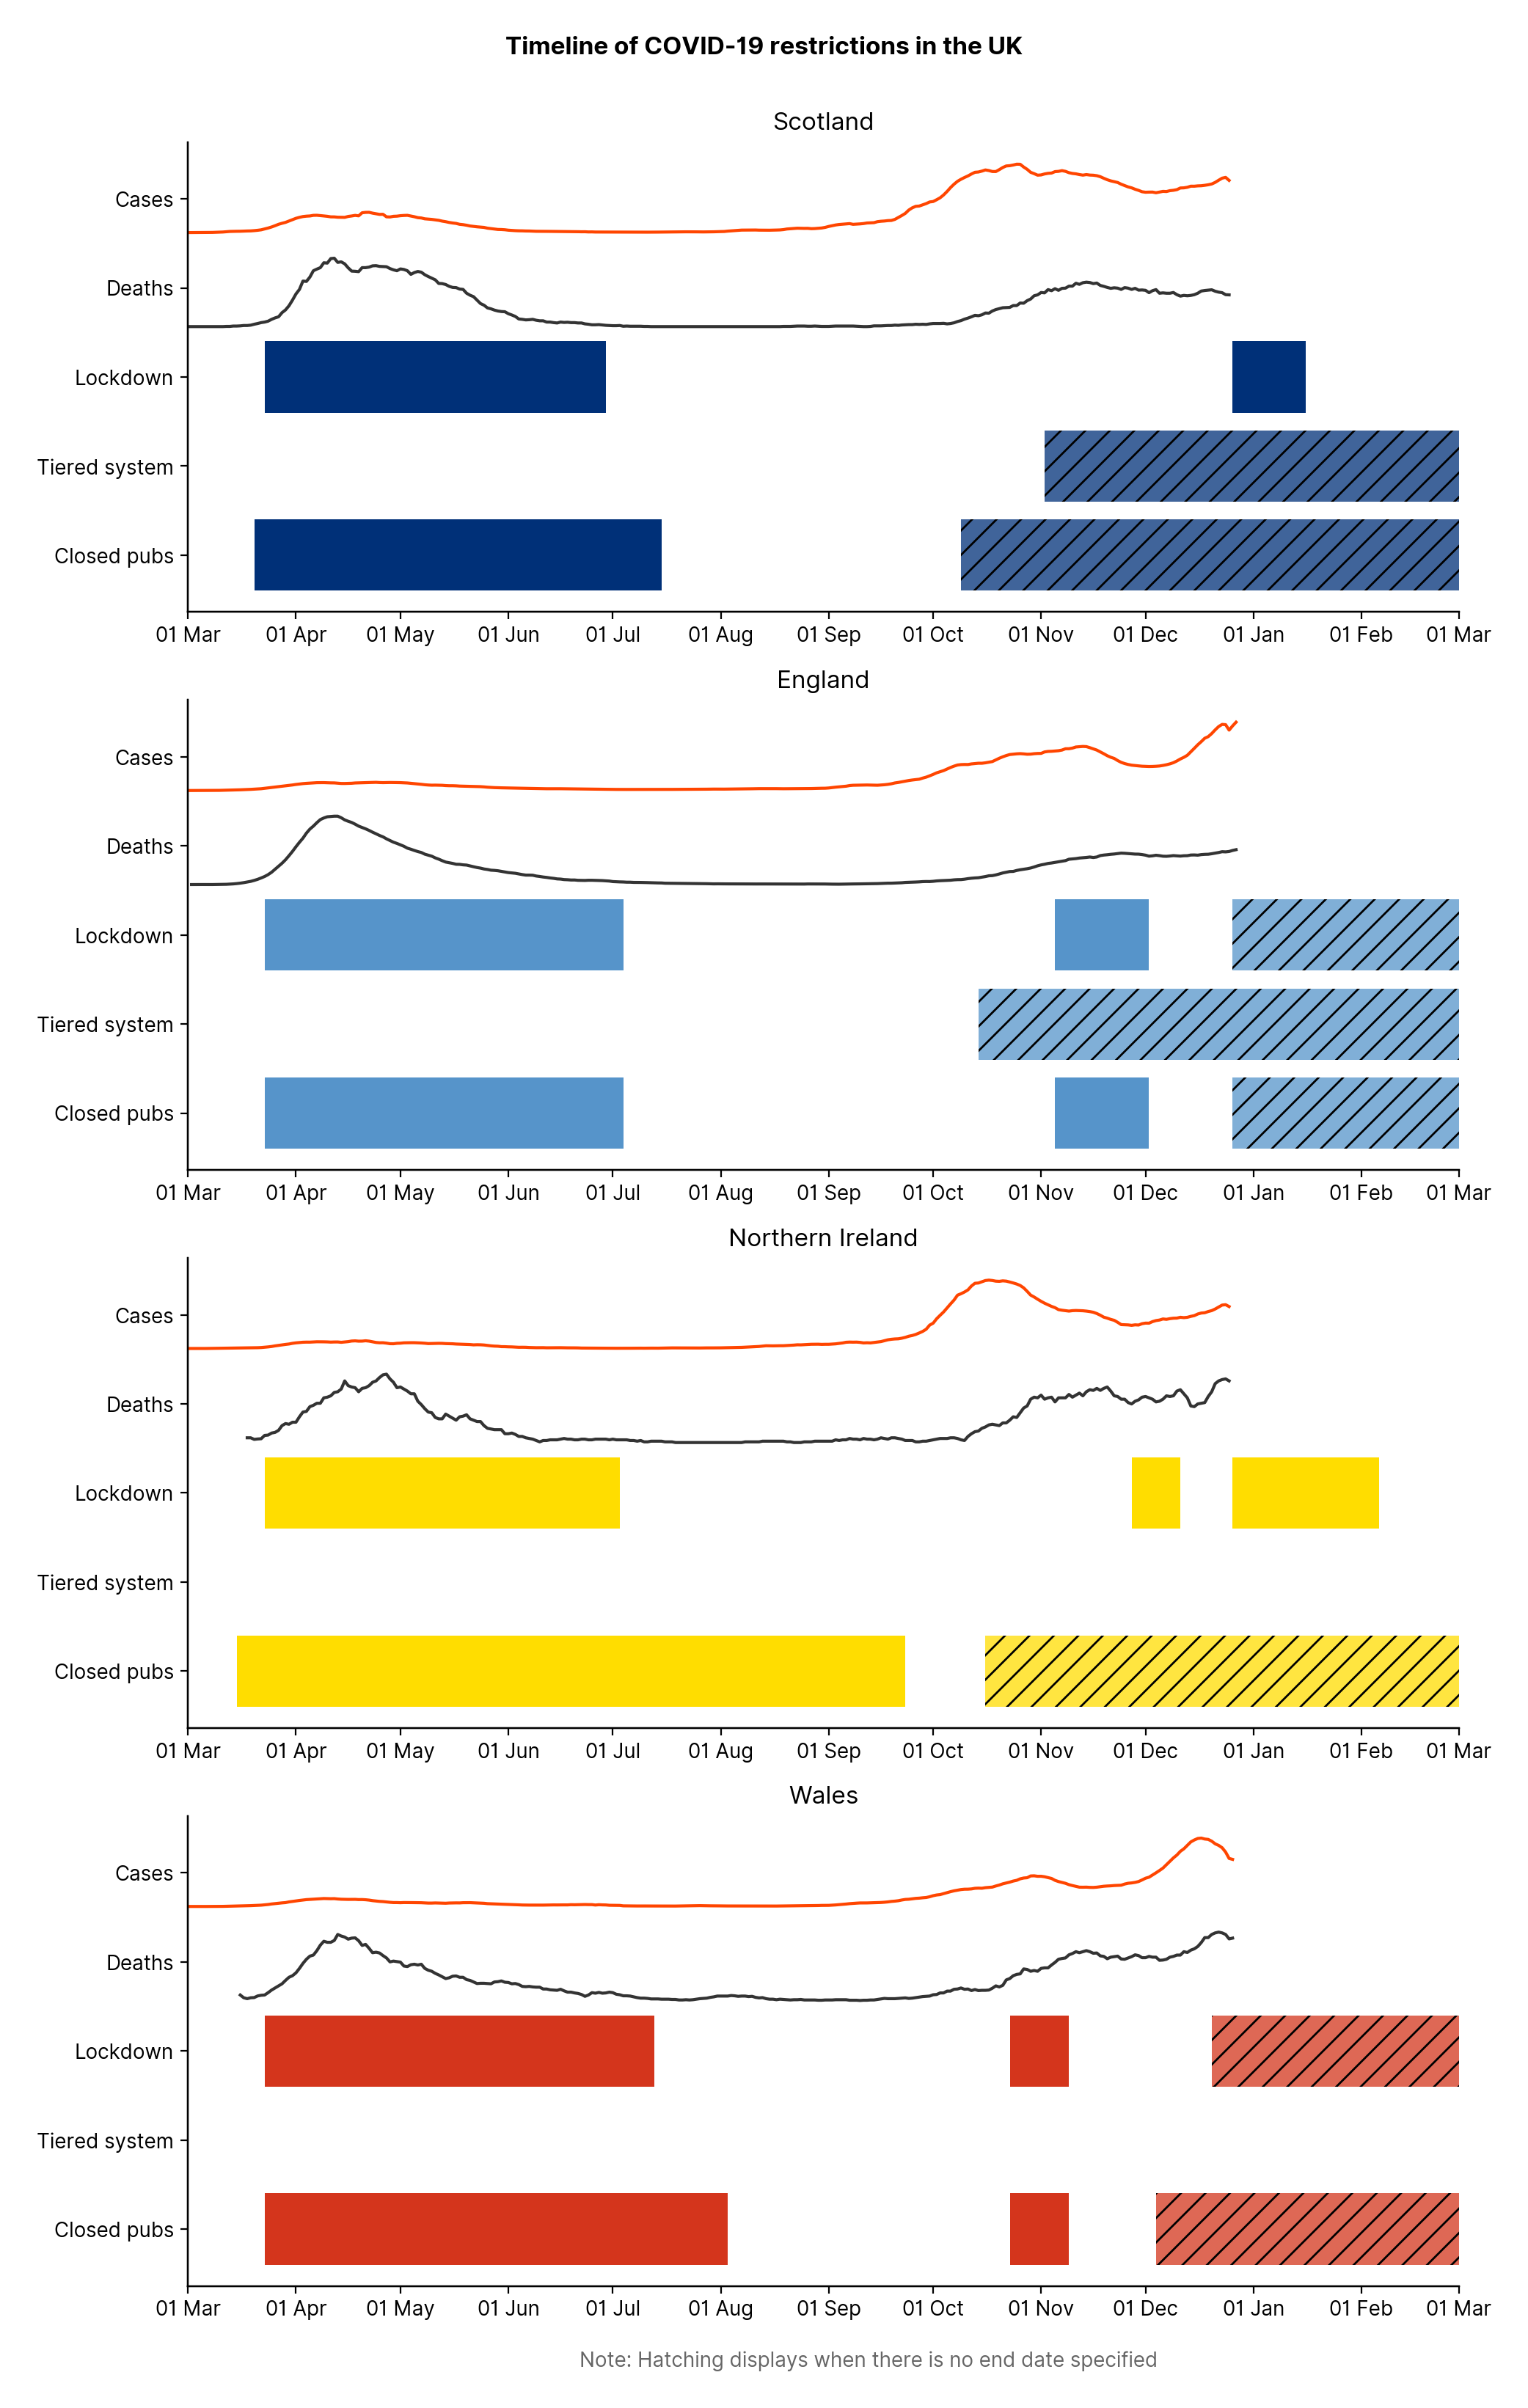 Timeline of COVID-19 restrictions in the UK
Scotland
Cases
Deaths
Lockdown
Tiered system
Closed pubs
01 Mar 01 Apr 01 May 01 Jun 01 Jul 01 Aug 01 Sep 01 Oct 01 Nov 01 Dec 01 Jan 01 Feb 01 Mar
England
Cases
Deaths
Lockdown
Tiered system
Closed pubs
01 Mar 01 Apr 01 May 01 Jun 01 Jul 01 Aug 01 Sep 01 Oct 01 Nov 01 Dec 01 Jan 01 Feb 01 Mar
Northern Ireland
Cases
Deaths
Lockdown
Tiered system
Closed pubs
01 Mar 01 Apr 01 May 01 Jun 01 Jul 01 Aug 01 Sep 01 Oct 01 Nov 01 Dec 01 Jan 01 Feb 01 Mar
Wales
Cases
Deaths
Lockdown
Tiered system
Closed pubs
01 Mar 01 Apr 01 May 01 Jun 01 Jul 01 Aug 01 Sep 01 Oct 01 Nov 01 Dec 01 Jan 01 Feb 01 Mar
Note: Hatching displays when there is no end date specified